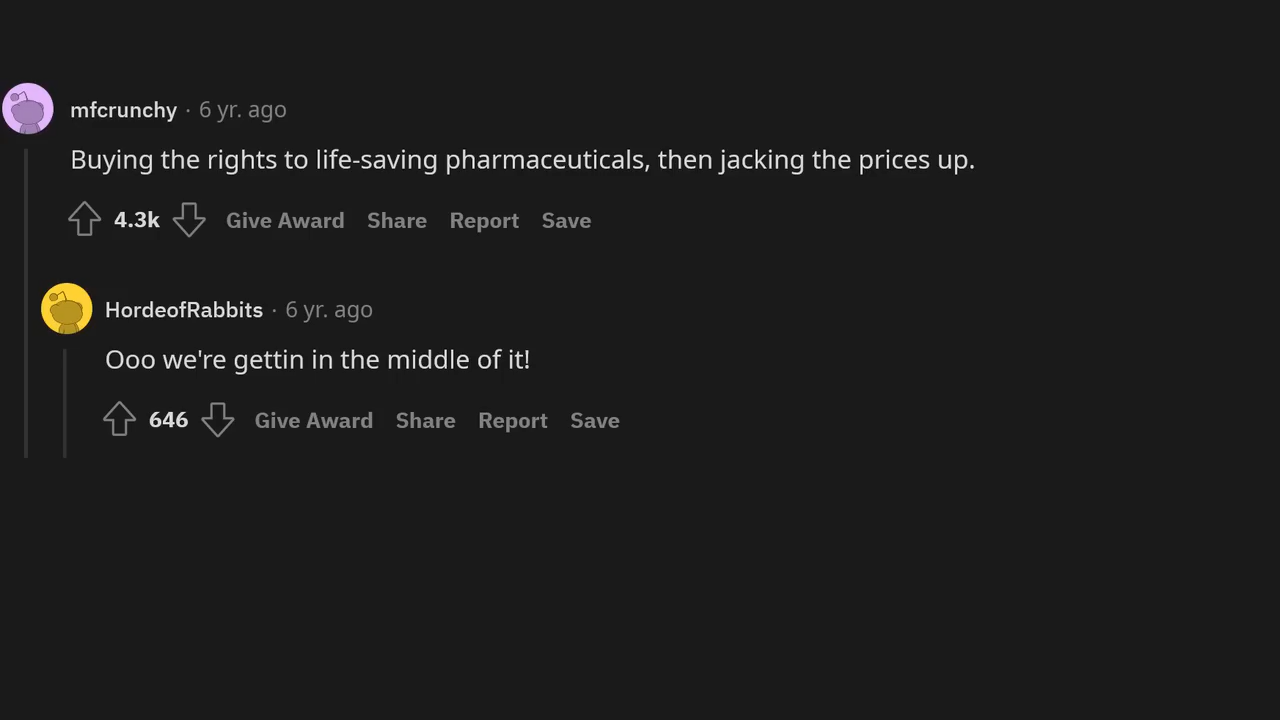 mfcrunchy · 6 yr. ago
Buying the rights to life-saving pharmaceuticals, then jacking the prices up.
4.3k Give Award Share Report Save
HordeofRabbits · 6 yr. ago
Ooo we're gettin in the middle of it!
646 Give Award Share Report Save